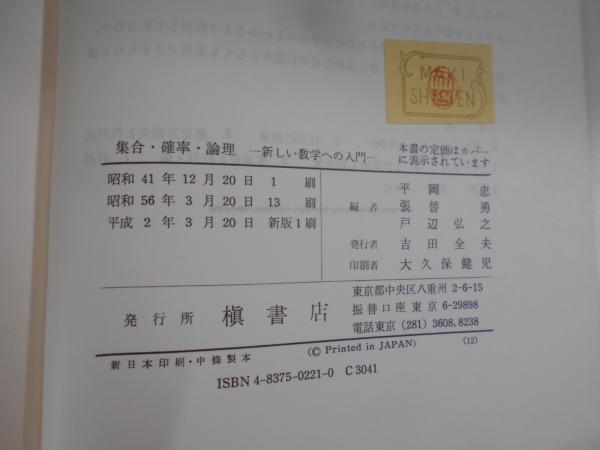 MAKI
SHOTEN
集合・確率・論理 ―新しい数学への入門―
本書の定価はカバー
に表示されています
昭和 41 年 12 月 20 日 1 刷
昭和 56 年 3 月 20 日 13 刷
平成 2 年 3 月 20 日 新版 1 刷
平岡 忠
編者 張替 勇
戸辺弘之
発行者 吉田全夫
印刷者 大久保健児
発行所 槇書店
東京都中央区八重州 2-6-15
振替口座東京 6-29898
電話東京 (281) 3608.8238
新日本印刷・中條製本
(© Printed in JAPAN)
(12)
ISBN 4-8375-0221-0 C 3041